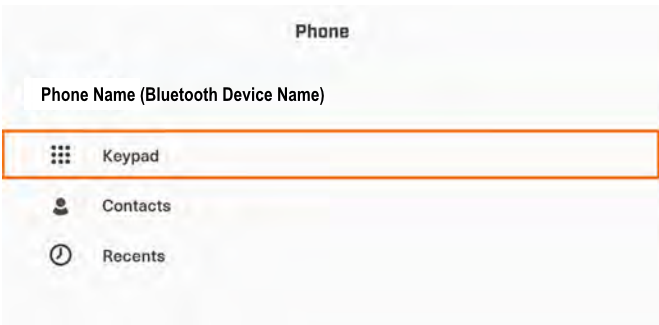 Phone
Phone Name (Bluetooth Device Name)
Keypad
Contacts
Recents